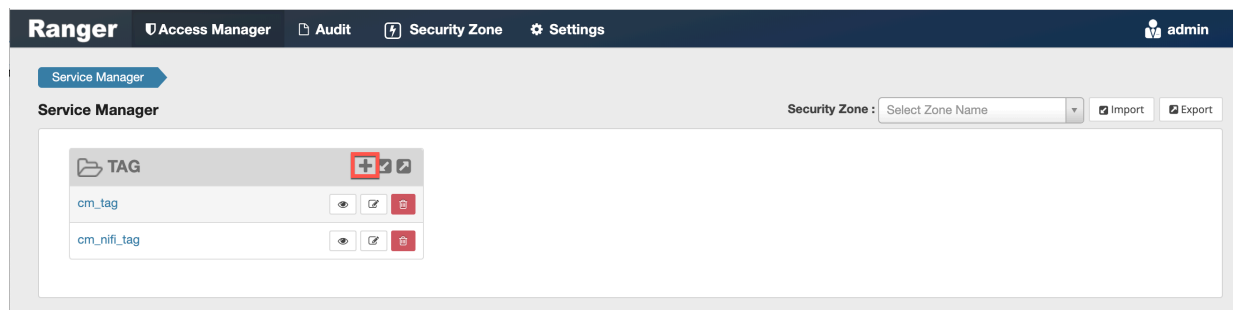 Ranger Access Manager Audit Security Zone Settings admin
Service Manager
Service Manager Security Zone : Select Zone Name Import Export
TAG
cm_tag
cm_nifi_tag